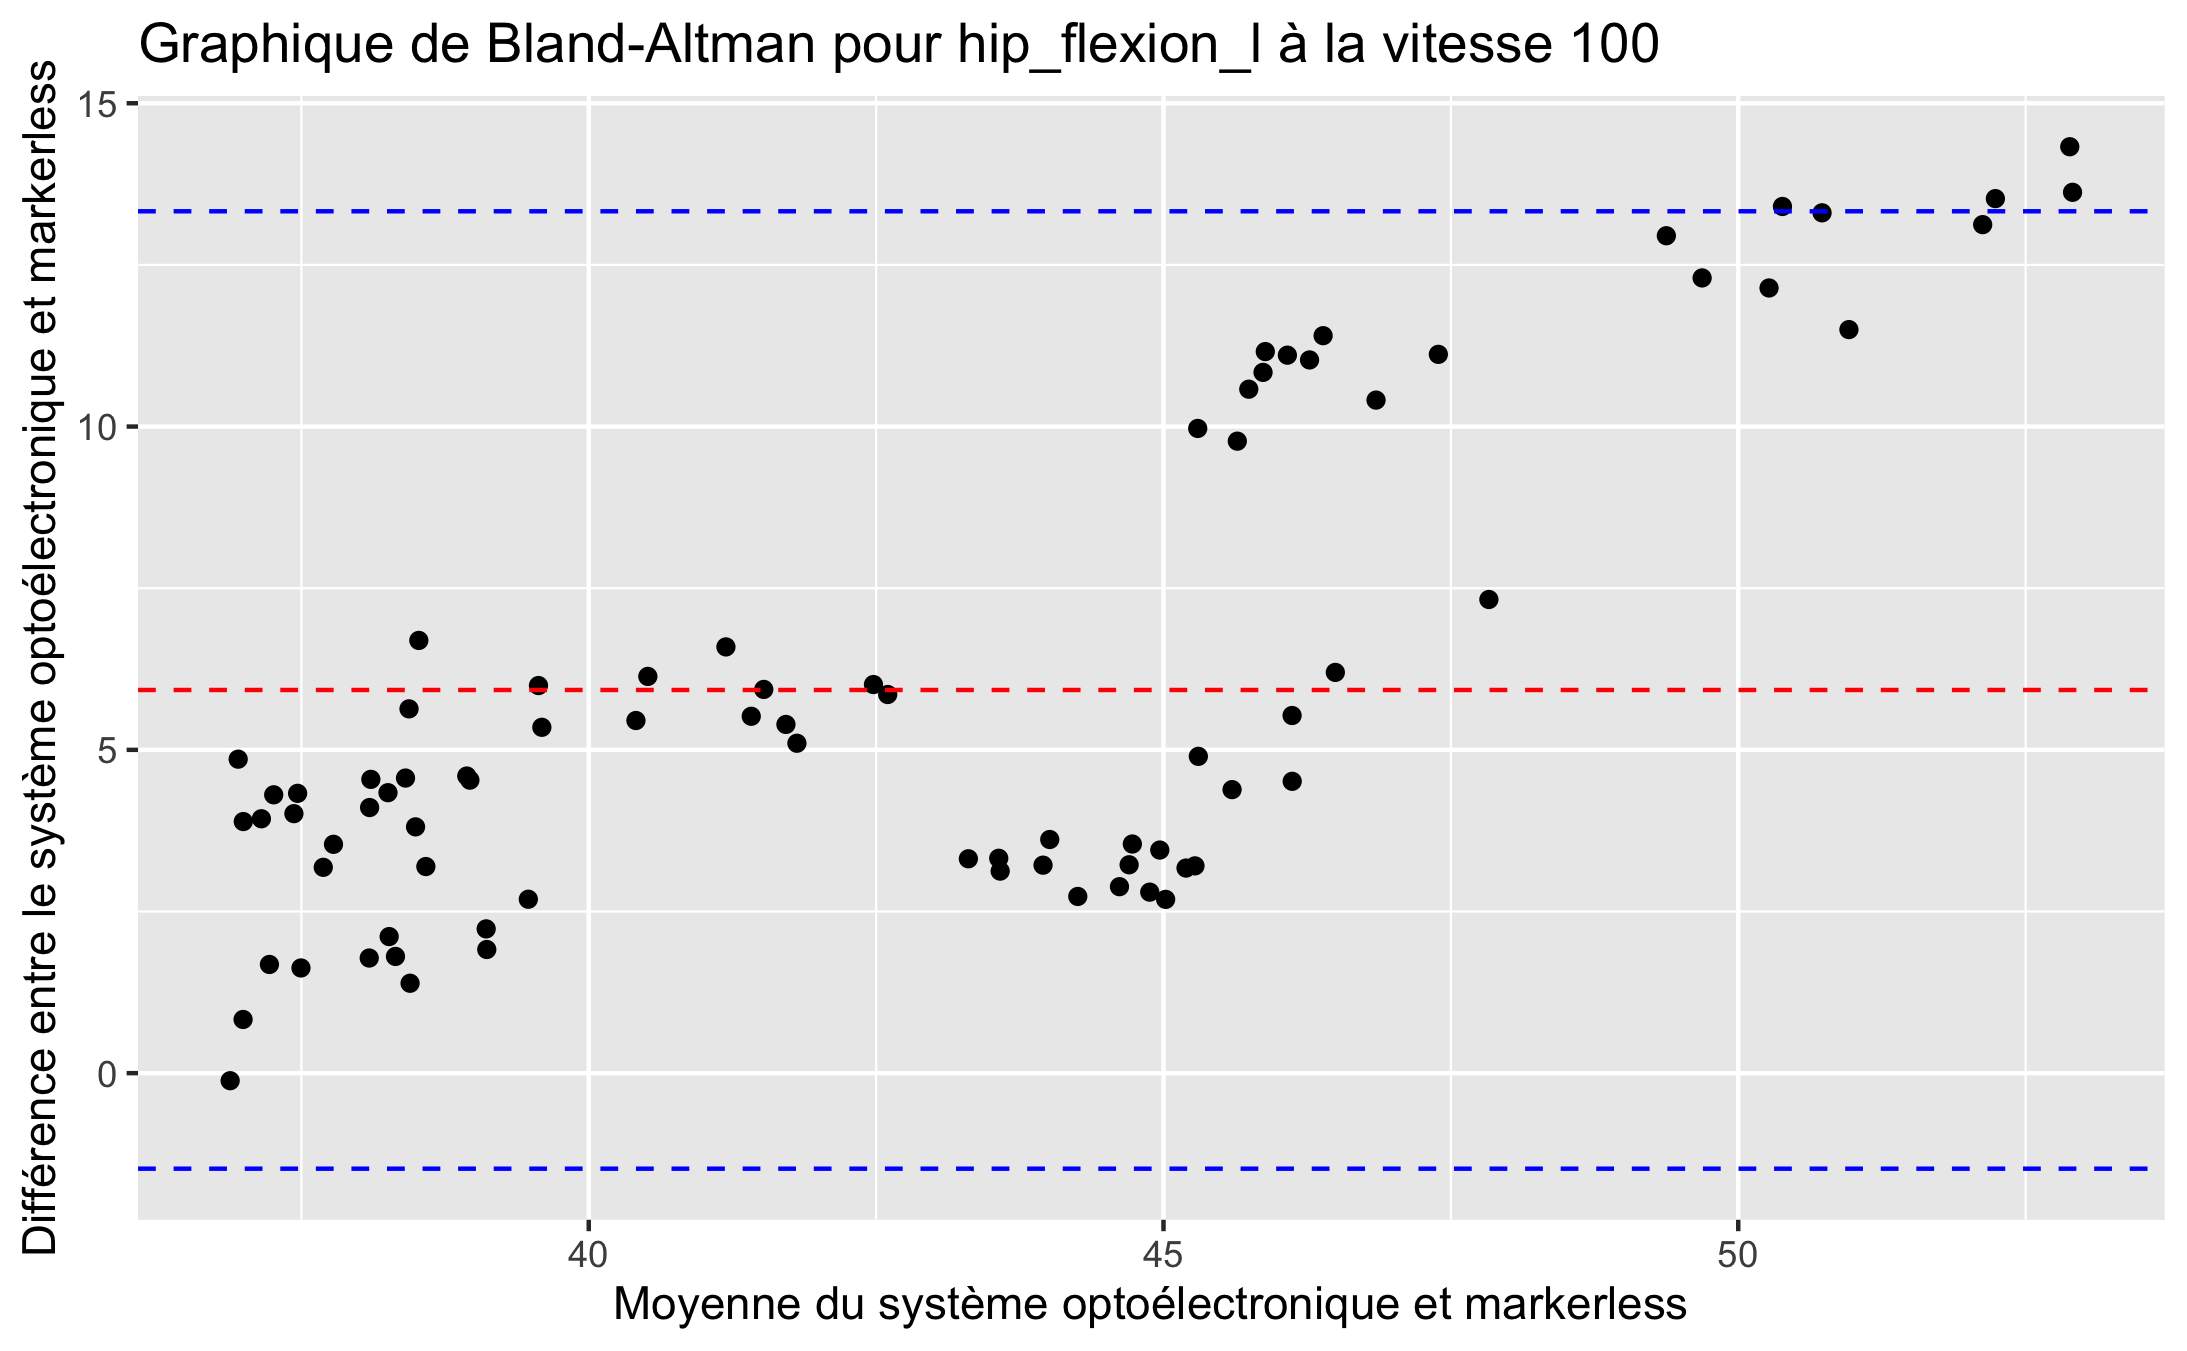 Graphique de Bland-Altman pour hip_flexion_l à la vitesse 100
Différence entre le système optoélectronique et markerless
15
10
5
0
40
45
50
Moyenne du système optoélectronique et markerless